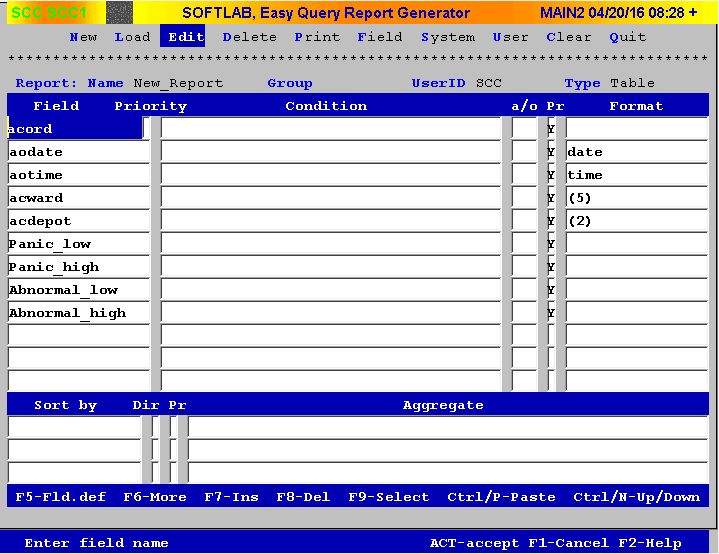 SCC SCC1 SOFTLAB, Easy Query Report Generator MAIN2 04/20/16 08:28 +
New Load Edit Delete Print Field System User Clear Quit
******************************************************************************
Report: Name New_Report Group UserID SCC Type Table
Field Priority Condition a/o Pr Format
acord Y
aodate Y date
aotime Y time
acward Y (5)
acdepot Y (2)
Panic_low Y
Panic_high Y
Abnormal_low Y
Abnormal_high Y
Sort by Dir Pr Aggregate
F5-Fld.def F6-More F7-Ins F8-Del F9-Select Ctrl/P-Paste Ctrl/N-Up/Down
Enter field name ACT-accept F1-Cancel F2-Help